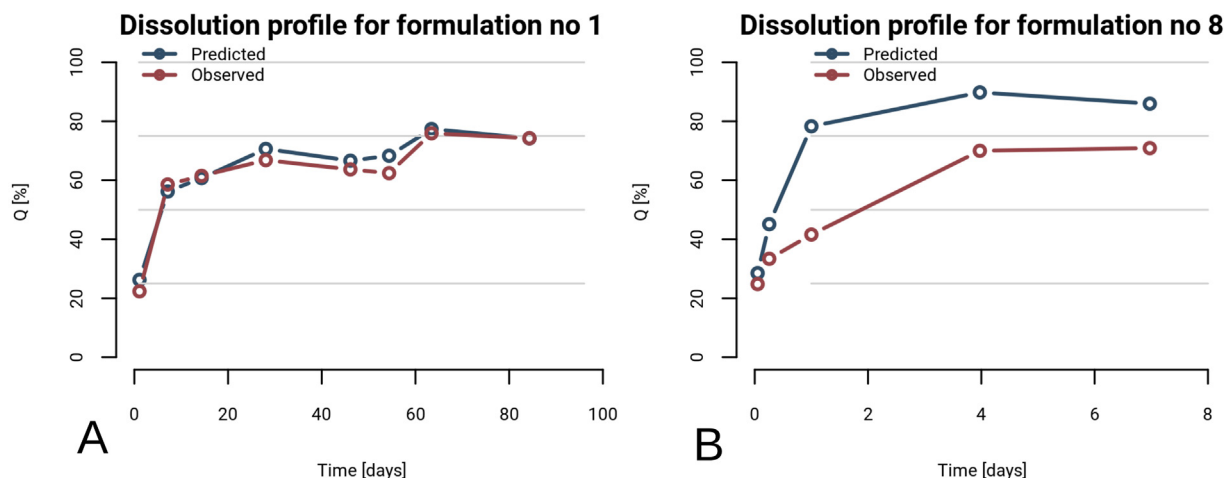 Dissolution profile for formulation no 1
Predicted
Observed
100
80
60
40
20
0
Q [%]
0 20 40 60 80 100
Time [days]
A
Dissolution profile for formulation no 8
Predicted
Observed
100
80
60
40
20
0
Q [%]
0 2 4 6 8
Time [days]
B